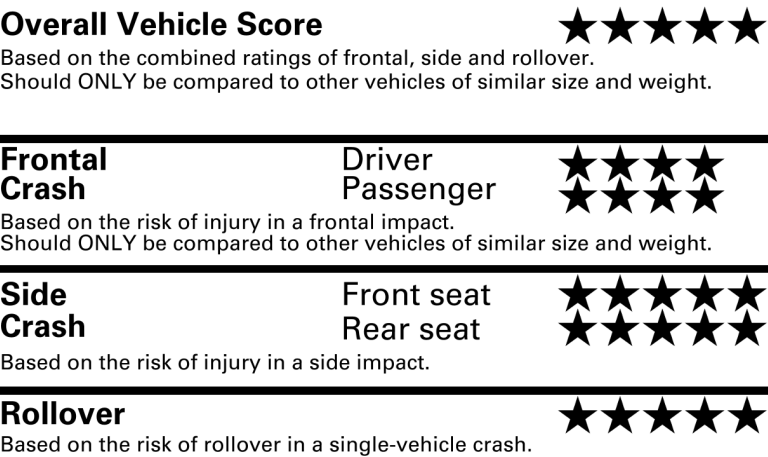 Overall Vehicle Score ★★★★★
Based on the combined ratings of frontal, side and rollover.
Should ONLY be compared to other vehicles of similar size and weight.
Frontal Driver ★★★★
Crash Passenger ★★★★
Based on the risk of injury in a frontal impact.
Should ONLY be compared to other vehicles of similar size and weight.
Side Front seat ★★★★★
Crash Rear seat ★★★★★
Based on the risk of injury in a side impact.
Rollover ★★★★★
Based on the risk of rollover in a single-vehicle crash.